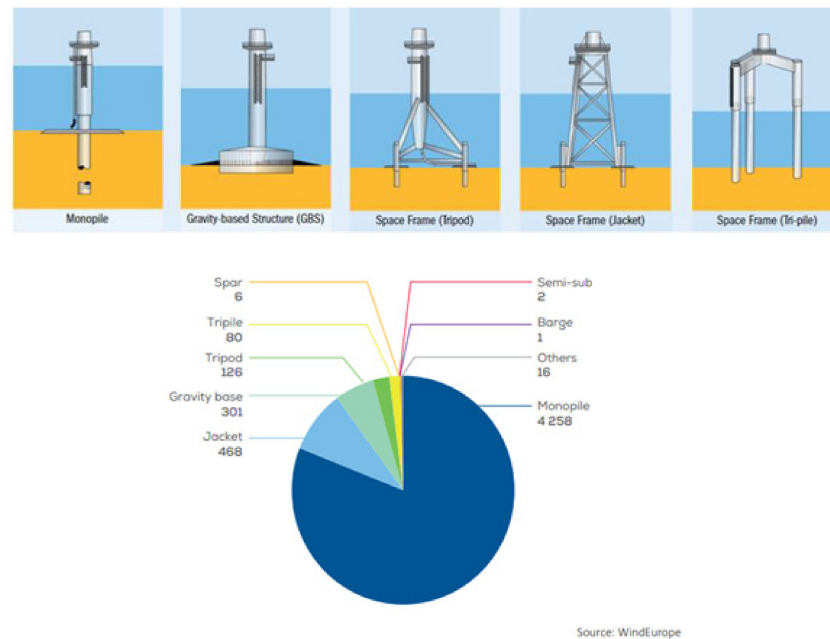 Monopile
Gravity-based Structure (GBS)
Space Frame (Tripod)
Space Frame (Jacket)
Space Frame (Tri-pile)
Spar
6
Tripile
80
Tripod
126
Gravity base
301
Jacket
468
Semi-sub
2
Barge
1
Others
16
Monopile
4 258
Source: WindEurope